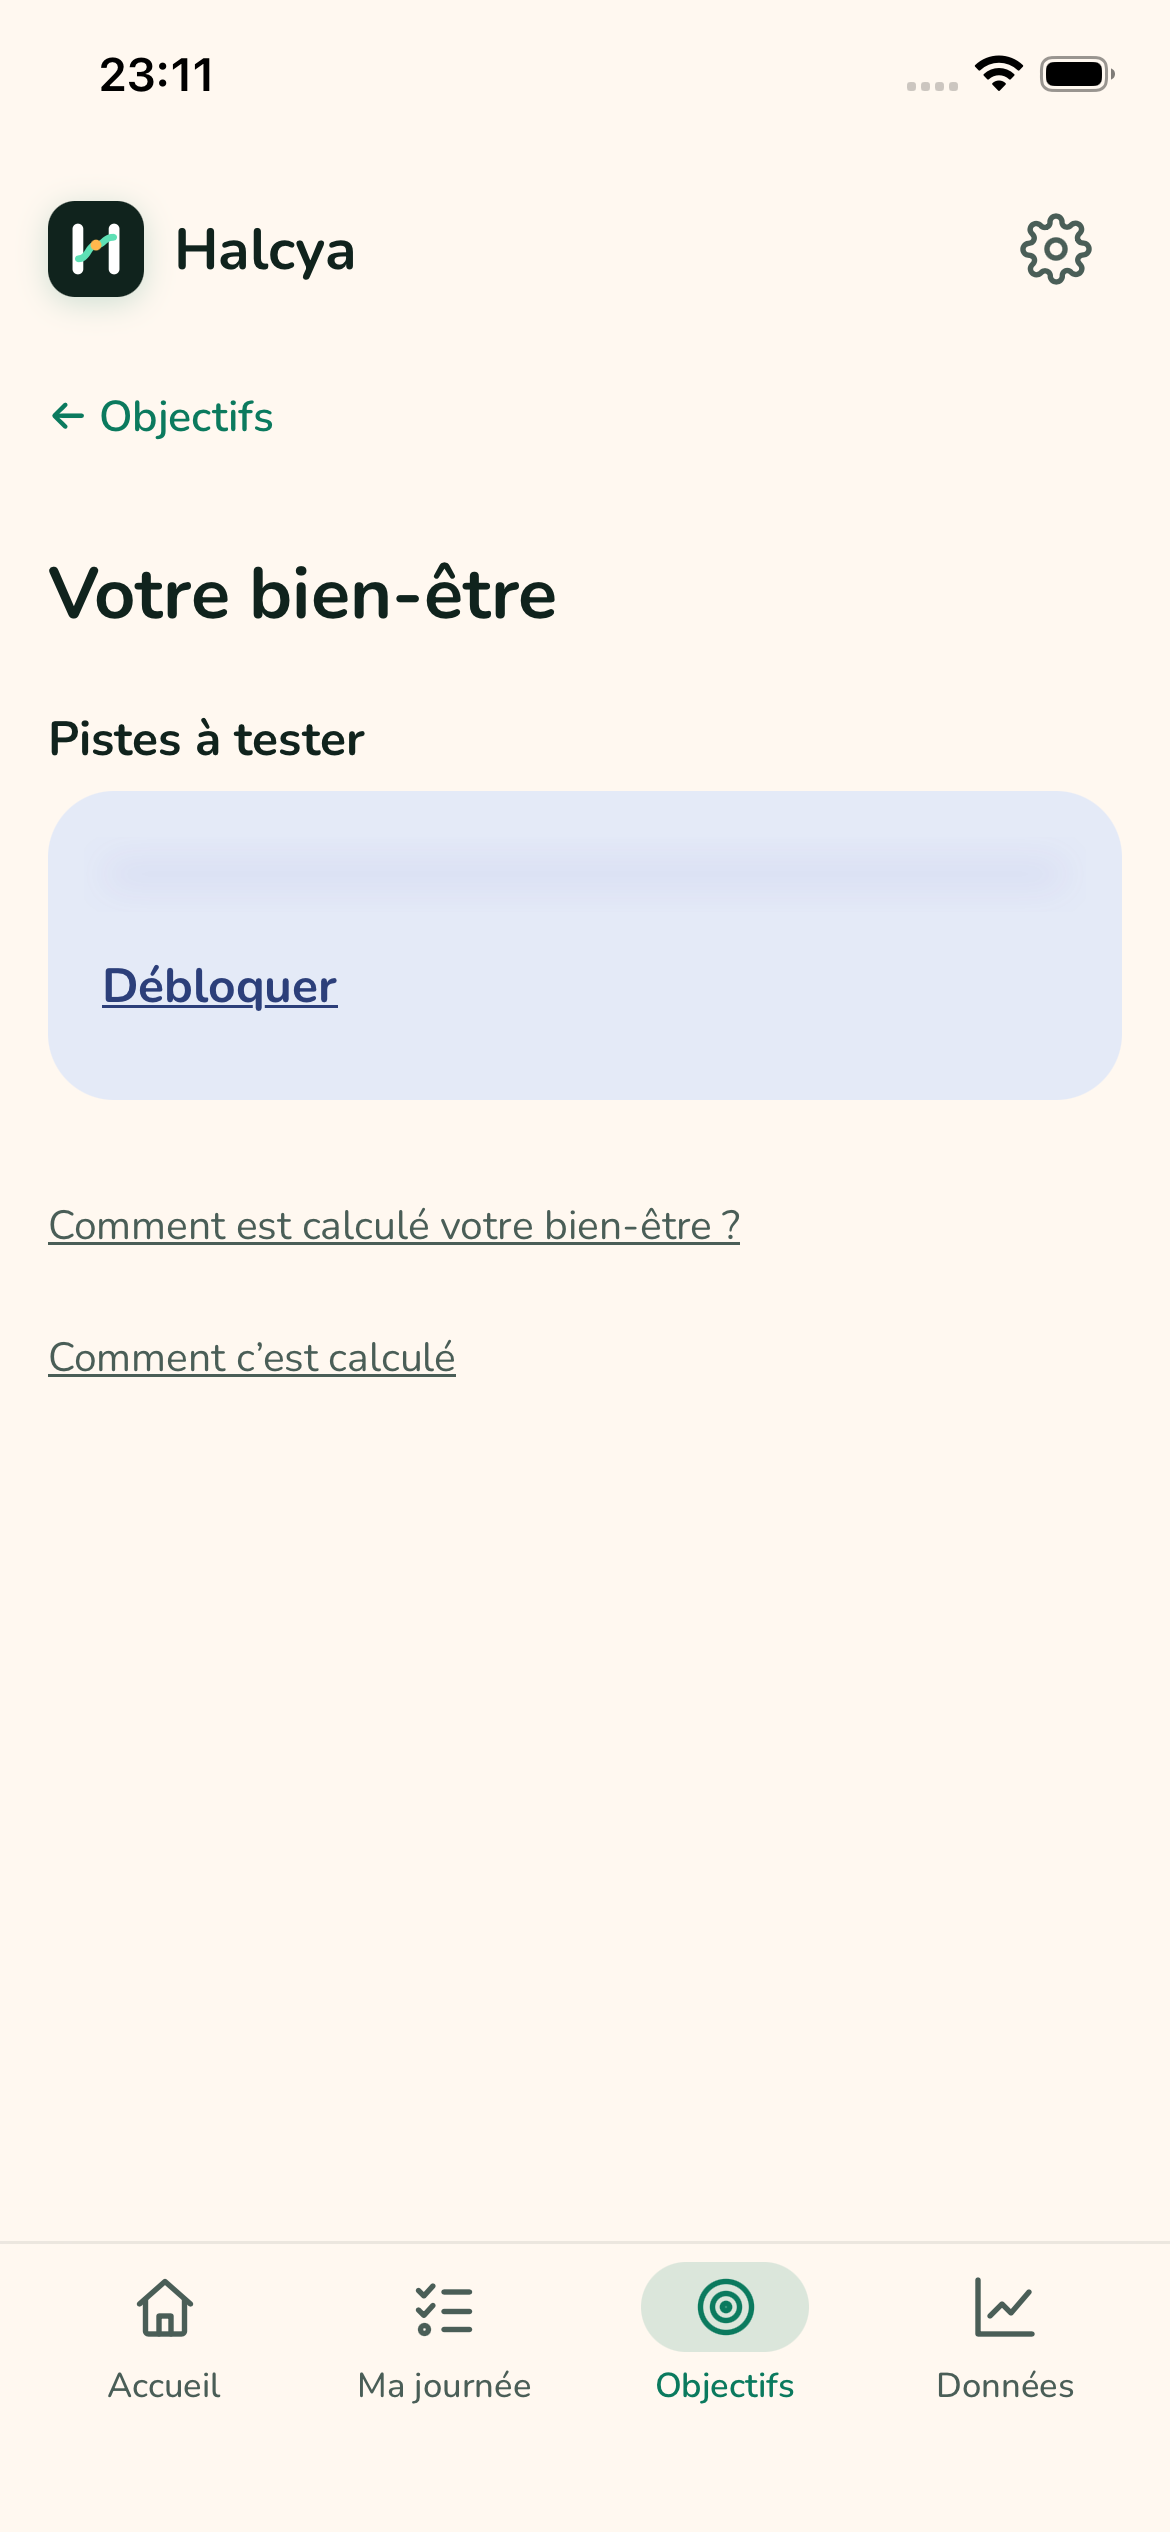 23:11
Halcya
← Objectifs
Votre bien-être
Pistes à tester
Débloquer
Comment est calculé votre bien-être ?
Comment c’est calculé
Accueil
Ma journée
Objectifs
Données